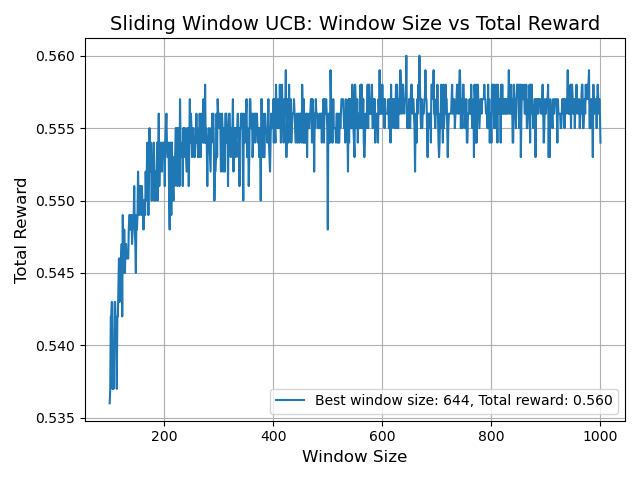 Sliding Window UCB: Window Size vs Total Reward
Total Reward
0.560
0.555
0.550
0.545
0.540
0.535
Best window size: 644, Total reward: 0.560
200
400
600
800
1000
Window Size